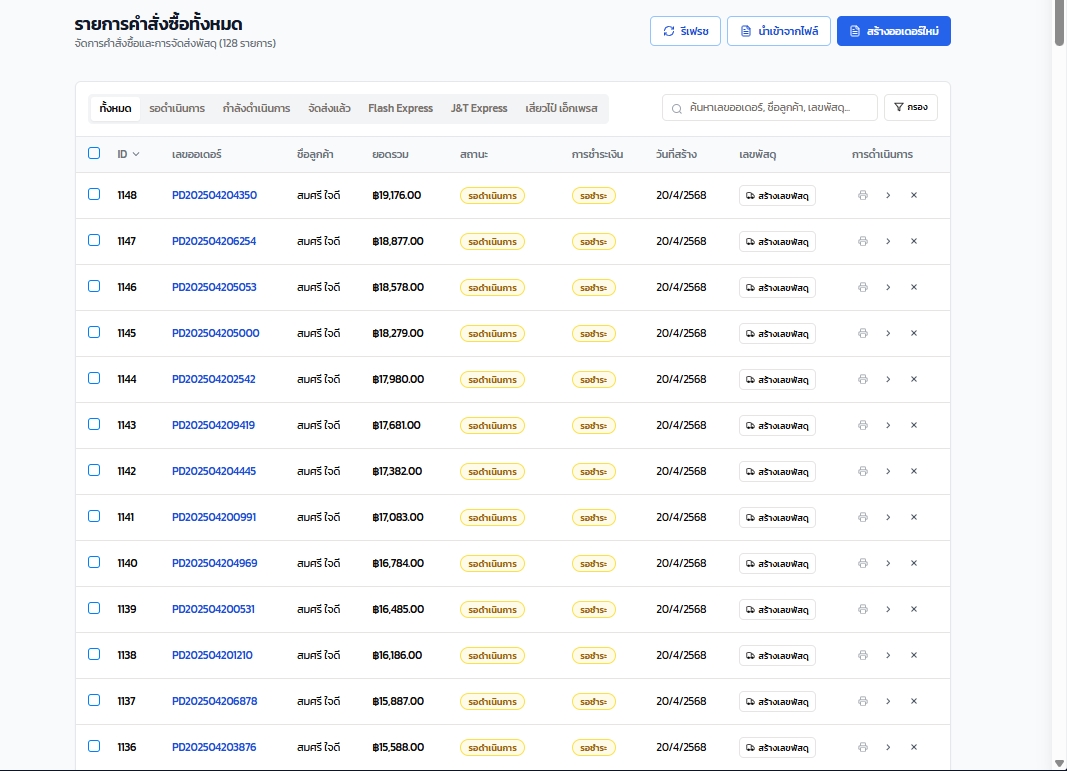 รายการคำสั่งซื้อทั้งหมด
จัดการคำสั่งซื้อและการจัดส่งพัสดุ (128 รายการ)
รีเฟรช นำเข้าจากไฟล์ สร้างออเดอร์ใหม่
ทั้งหมด รอดำเนินการ กำลังดำเนินการ จัดส่งแล้ว Flash Express J&T Express เสี่ยวไป๋ เอ็กเพรส
ค้นหาเลขออเดอร์, ชื่อลูกค้า, เลขพัสดุ... กรอง
ID เลขออเดอร์ ชื่อลูกค้า ยอดรวม สถานะ การชำระเงิน วันที่สร้าง เลขพัสดุ การดำเนินการ
1148 PD202504204350 สมศรี ใจดี ฿19,176.00 รอดำเนินการ รอชำระ 20/4/2568 สร้างเลขพัสดุ
1147 PD202504206254 สมศรี ใจดี ฿18,877.00 รอดำเนินการ รอชำระ 20/4/2568 สร้างเลขพัสดุ
1146 PD202504205053 สมศรี ใจดี ฿18,578.00 รอดำเนินการ รอชำระ 20/4/2568 สร้างเลขพัสดุ
1145 PD202504205000 สมศรี ใจดี ฿18,279.00 รอดำเนินการ รอชำระ 20/4/2568 สร้างเลขพัสดุ
1144 PD202504202542 สมศรี ใจดี ฿17,980.00 รอดำเนินการ รอชำระ 20/4/2568 สร้างเลขพัสดุ
1143 PD202504209419 สมศรี ใจดี ฿17,681.00 รอดำเนินการ รอชำระ 20/4/2568 สร้างเลขพัสดุ
1142 PD202504204445 สมศรี ใจดี ฿17,382.00 รอดำเนินการ รอชำระ 20/4/2568 สร้างเลขพัสดุ
1141 PD202504200991 สมศรี ใจดี ฿17,083.00 รอดำเนินการ รอชำระ 20/4/2568 สร้างเลขพัสดุ
1140 PD202504204969 สมศรี ใจดี ฿16,784.00 รอดำเนินการ รอชำระ 20/4/2568 สร้างเลขพัสดุ
1139 PD202504200531 สมศรี ใจดี ฿16,485.00 รอดำเนินการ รอชำระ 20/4/2568 สร้างเลขพัสดุ
1138 PD202504201210 สมศรี ใจดี ฿16,186.00 รอดำเนินการ รอชำระ 20/4/2568 สร้างเลขพัสดุ
1137 PD202504206878 สมศรี ใจดี ฿15,887.00 รอดำเนินการ รอชำระ 20/4/2568 สร้างเลขพัสดุ
1136 PD202504203876 สมศรี ใจดี ฿15,588.00 รอดำเนินการ รอชำระ 20/4/2568 สร้างเลขพัสดุ